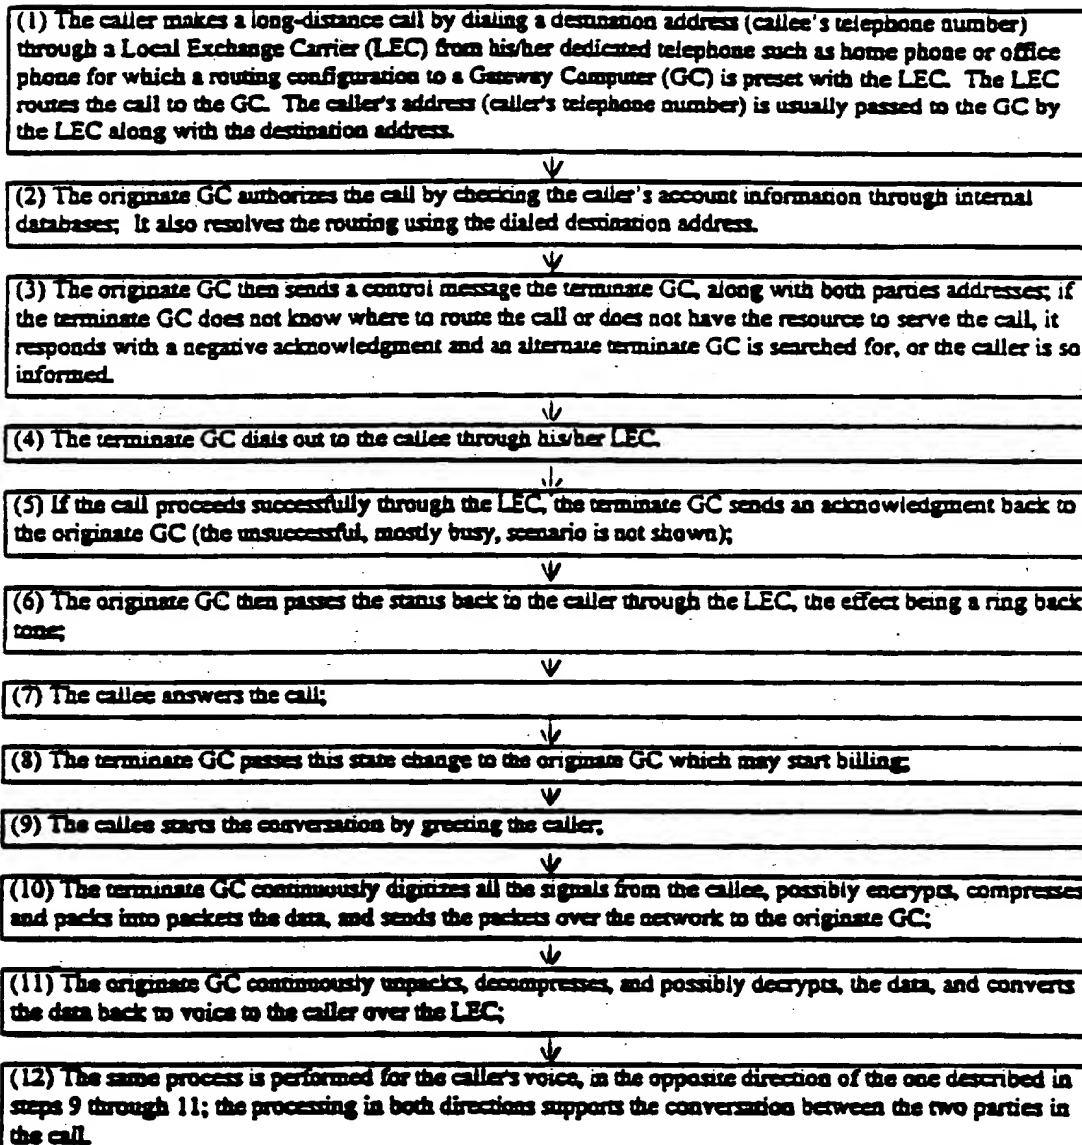 (1) The caller makes a long-distance call by dialing a destination address (callee's telephone number)
through a Local Exchange Carrier (LEC) from his/her dedicated telephone such as home phone or office
phone for which a routing configuration to a Gateway Computer (GC) is preset with the LEC. The LEC
routes the call to the GC. The caller's address (caller's telephone number) is usually passed to the GC by
the LEC along with the destination address.
(2) The originate GC authorizes the call by checking the caller's account information through internal
databases; It also resolves the routing using the dialed destination address.
(3) The originate GC then sends a control message the terminate GC, along with both parties addresses; if
the terminate GC does not know where to route the call or does not have the resource to serve the call, it
responds with a negative acknowledgment and an alternate terminate GC is searched for, or the caller is so
informed.
(4) The terminate GC dials out to the callee through his/her LEC.
(5) If the call proceeds successfully through the LEC, the terminate GC sends an acknowledgment back to
the originate GC (the unsuccessful, mostly busy, scenario is not shown);
(6) The originate GC then passes the status back to the caller through the LEC, the effect being a ring back
tone;
(7) The callee answers the call;
(8) The terminate GC passes this state change to the originate GC which may start billing;
(9) The callee starts the conversation by greeting the caller;
(10) The terminate GC continuously digitizes all the signals from the callee, possibly encrypts, compresses
and packs into packets the data, and sends the packets over the network to the originate GC;
(11) The originate GC continuously unpacks, decompresses, and possibly decrypts, the data, and converts
the data back to voice to the caller over the LEC;
(12) The same process is performed for the caller's voice, in the opposite direction of the one described in
steps 9 through 11; the processing in both directions supports the conversation between the two parties in
the call.